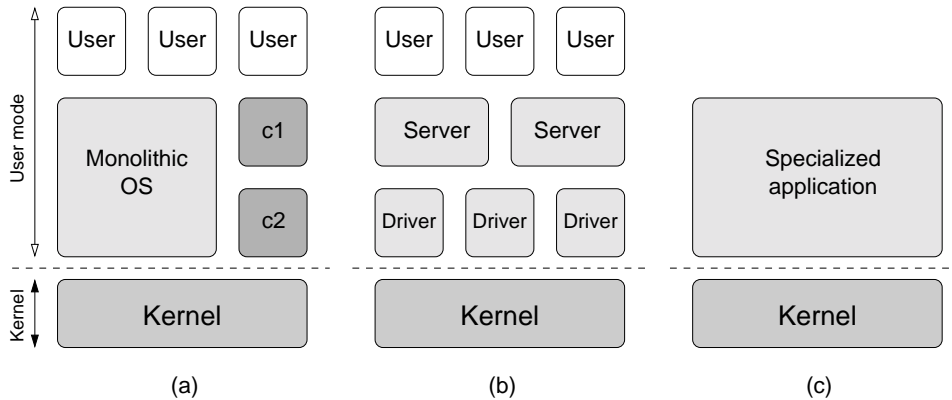 User User User
User mode
Monolithic
OS
c1
c2
Kernel
Kernel
(a)
User User User
Server Server
Driver Driver Driver
Kernel
(b)
Specialized
application
Kernel
(c)